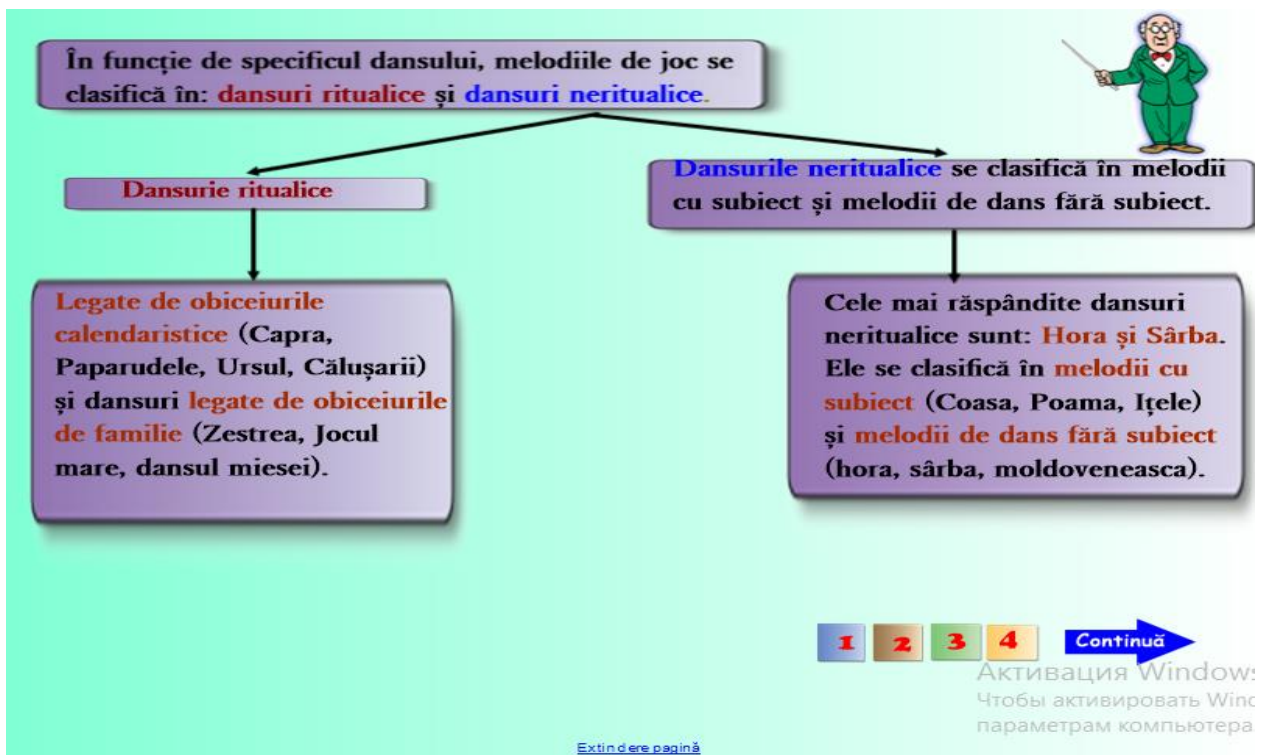 În funcție de specificul dansului, melodiile de joc se
clasifică în: dansuri ritualice și dansuri neritualice.
Dansurie ritualice
Dansurile neritualice se clasifică în melodii
cu subiect și melodii de dans fără subiect.
Legate de obiceiurile
calendaristice (Capra,
Paparudele, Ursul, Călușarii)
și dansuri legate de obiceiurile
de familie (Zestrea, Jocul
mare, dansul miesei).
Cele mai răspândite dansuri
neritualice sunt: Hora și Sârba.
Ele se clasifică în melodii cu
subiect (Coasa, Poama, Ițele)
și melodii de dans fără subiect
(hora, sârba, moldoveneasca).
1 2 3 4 Continuă
Активация Windows
Чтобы активировать Winc
параметрам компьютера
Extindere pagină